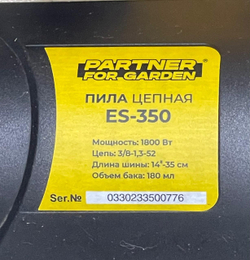 PARTNER®
FOR GARDEN
ПИЛА ЦЕПНАЯ
ES-350
Мощность: 1800 Вт
Цепь: 3/8-1,3-52
Длина шины: 14"-35 см
Объем бака: 180 мл
Ser.№ 0330233500776